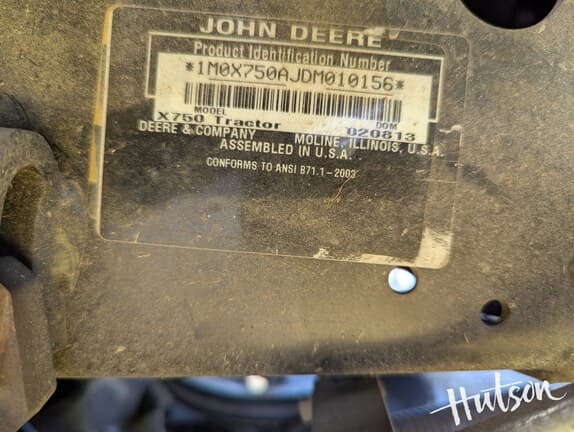 JOHN DEERE
Product Identification Number
*1M0X750AJDM010156*
MODEL DOM
X750 Tractor 020813
DEERE & COMPANY MOLINE, ILLINOIS, U.S.A.
ASSEMBLED IN U.S.A.
CONFORMS TO ANSI B71.1-2003
Hutson